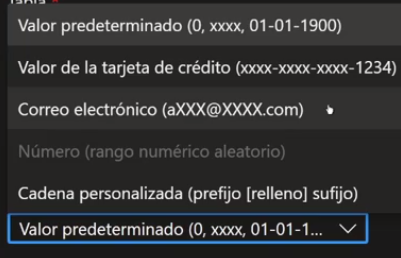 Tabla *
Valor predeterminado (0, xxxx, 01-01-1900)
Valor de la tarjeta de crédito (xxxx-xxxx-xxxx-1234)
Correo electrónico (aXXX@XXXX.com)
Número (rango numérico aleatorio)
Cadena personalizada (prefijo [relleno] sufijo)
Valor predeterminado (0, xxxx, 01-01-1...